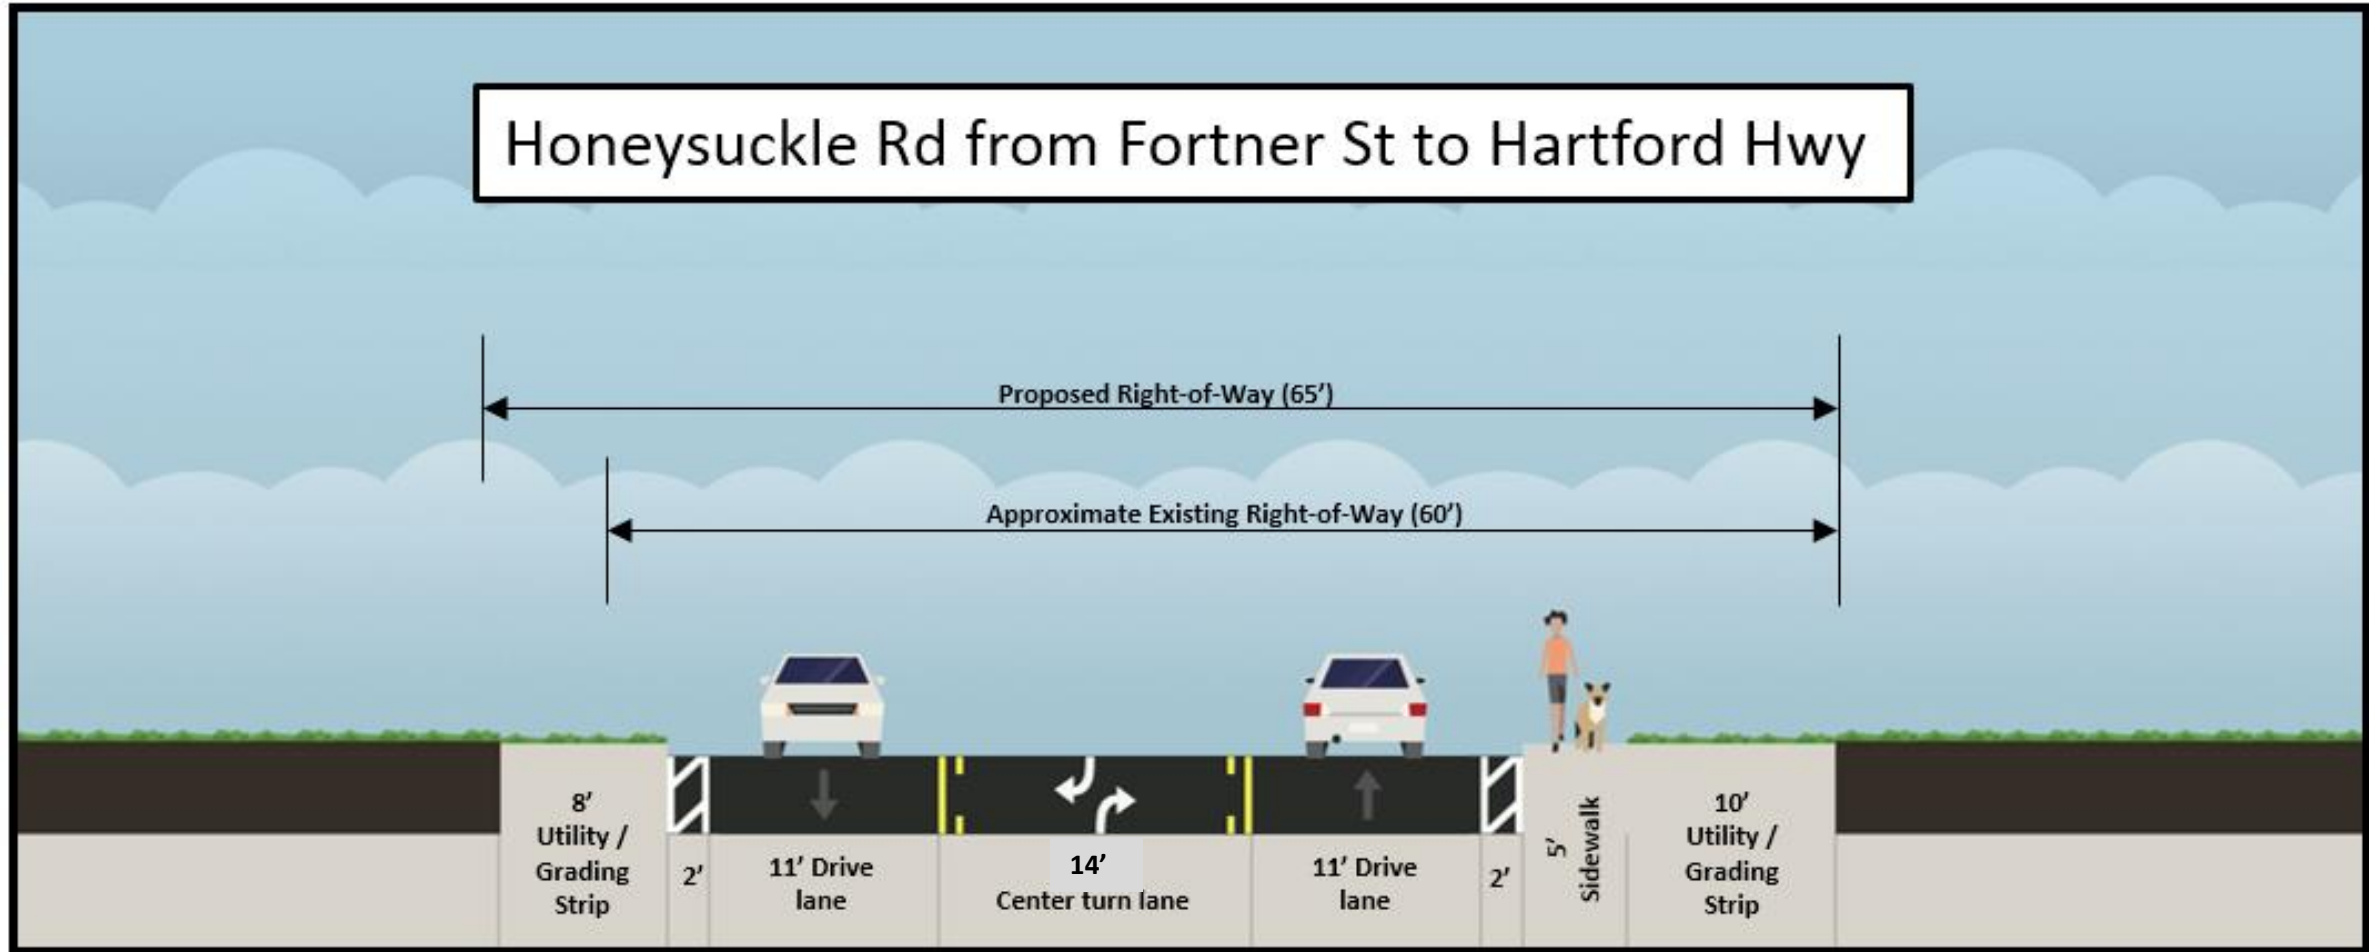 Honeysuckle Rd from Fortner St to Hartford Hwy
Proposed Right-of-Way (65’)
Approximate Existing Right-of-Way (60’)
8’
Utility /
Grading
Strip
2’
11’ Drive
lane
14’
Center turn lane
11’ Drive
lane
2’
5’
Sidewalk
10’
Utility /
Grading
Strip